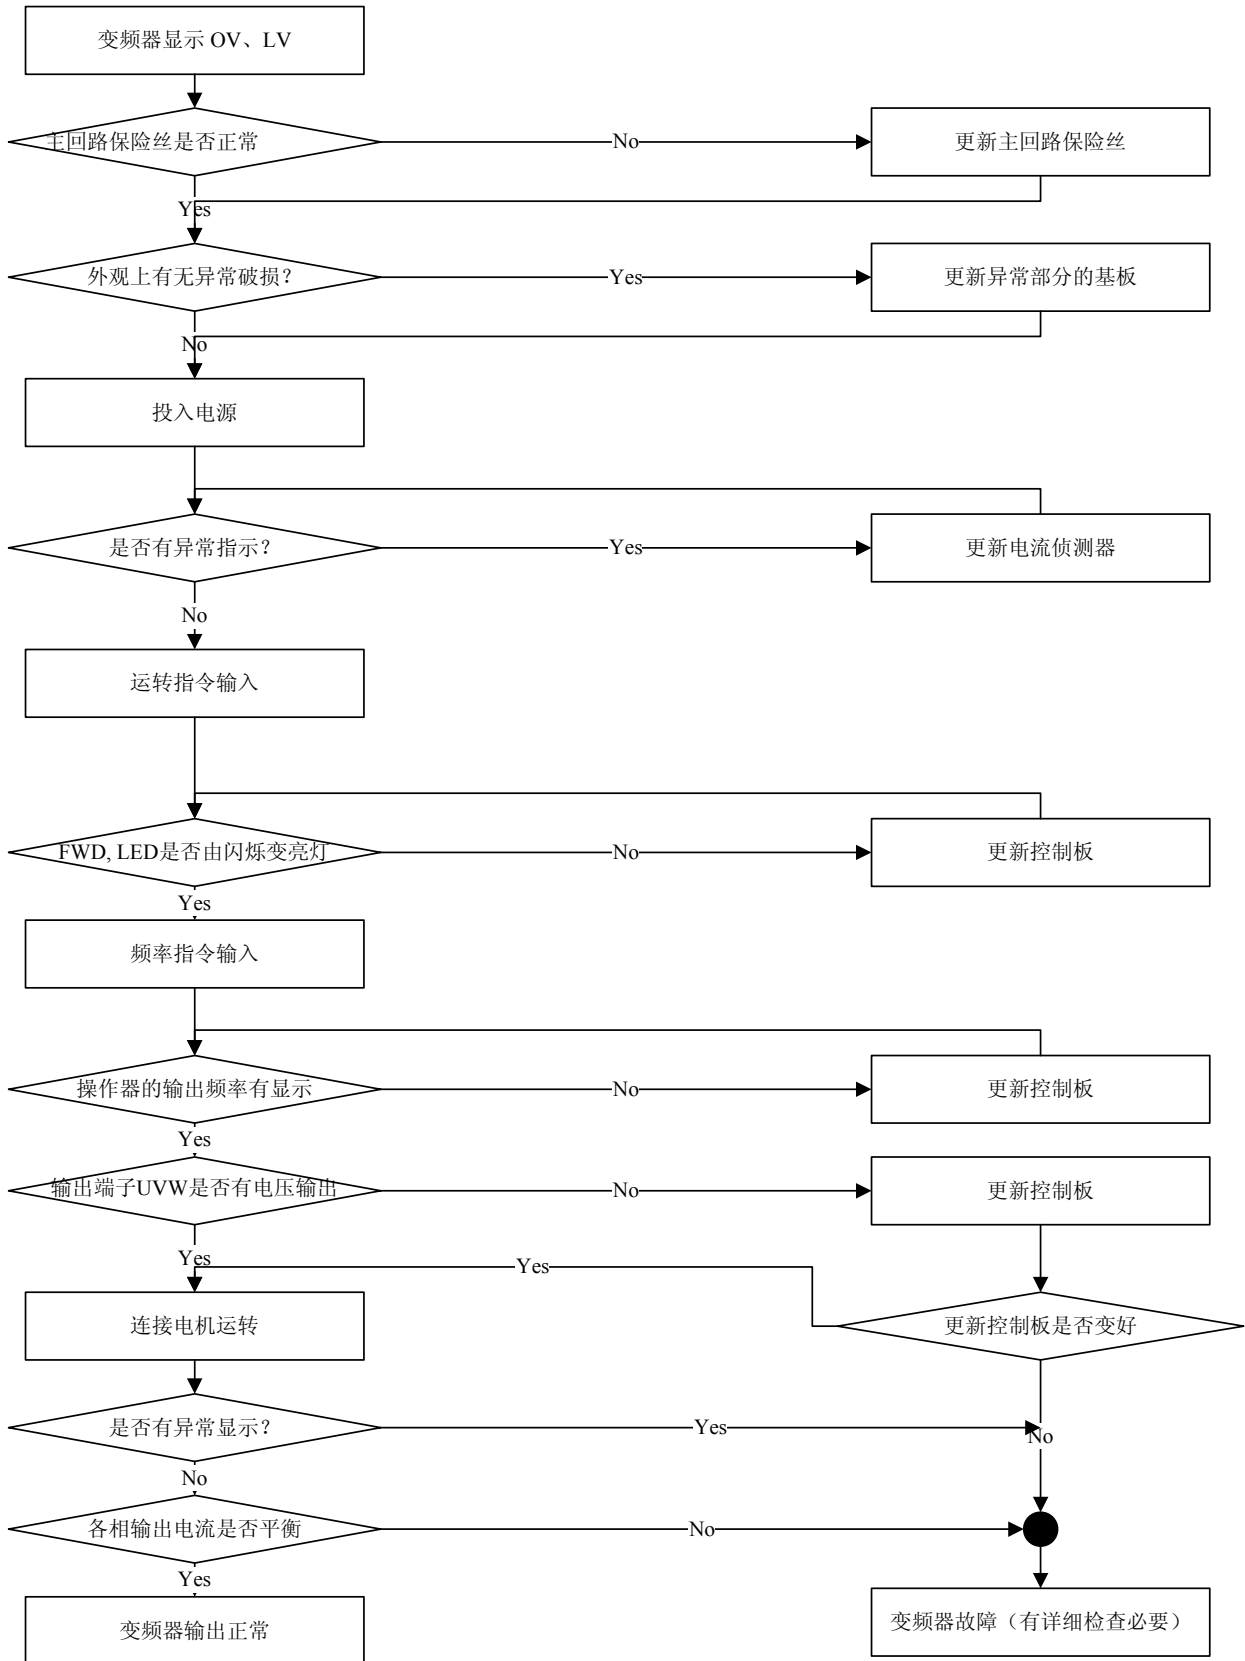 变频器显示 OV、LV
主回路保险丝是否正常
No
更新主回路保险丝
Yes
外观上有无异常破损?
Yes
更新异常部分的基板
No
投入电源
是否有异常指示?
Yes
更新电流侦测器
No
运转指令输入
FWD, LED是否由闪烁变亮灯
No
更新控制板
Yes
频率指令输入
操作器的输出频率有显示
No
更新控制板
Yes
输出端子UVW是否有电压输出
No
更新控制板
Yes
Yes
连接电机运转
更新控制板是否变好
是否有异常显示?
Yes
No
No
各相输出电流是否平衡
No
Yes
变频器输出正常
变频器故障（有详细检查必要）